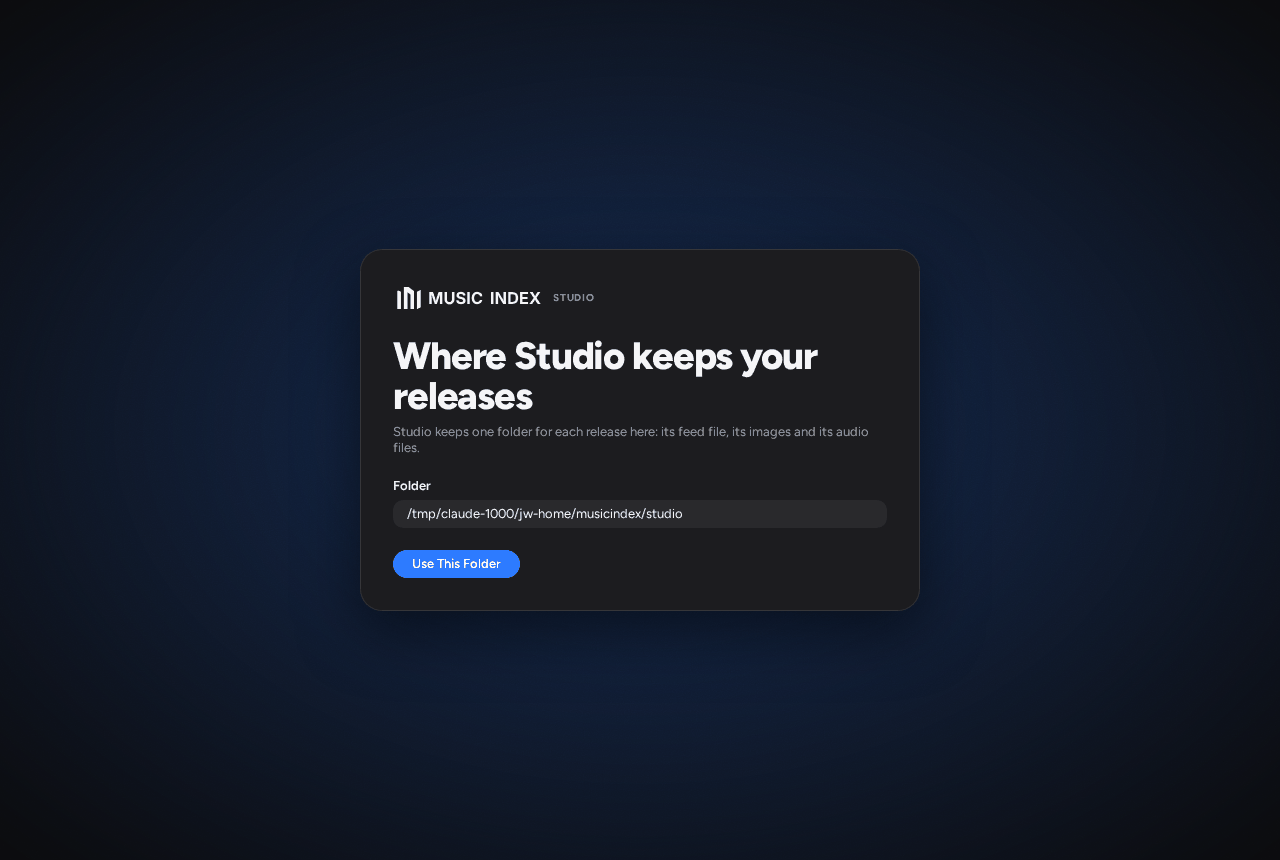 MUSIC INDEX STUDIO
Where Studio keeps your
releases
Studio keeps one folder for each release here: its feed file, its images and its audio
files.
Folder
/tmp/claude-1000/jw-home/musicindex/studio
Use This Folder